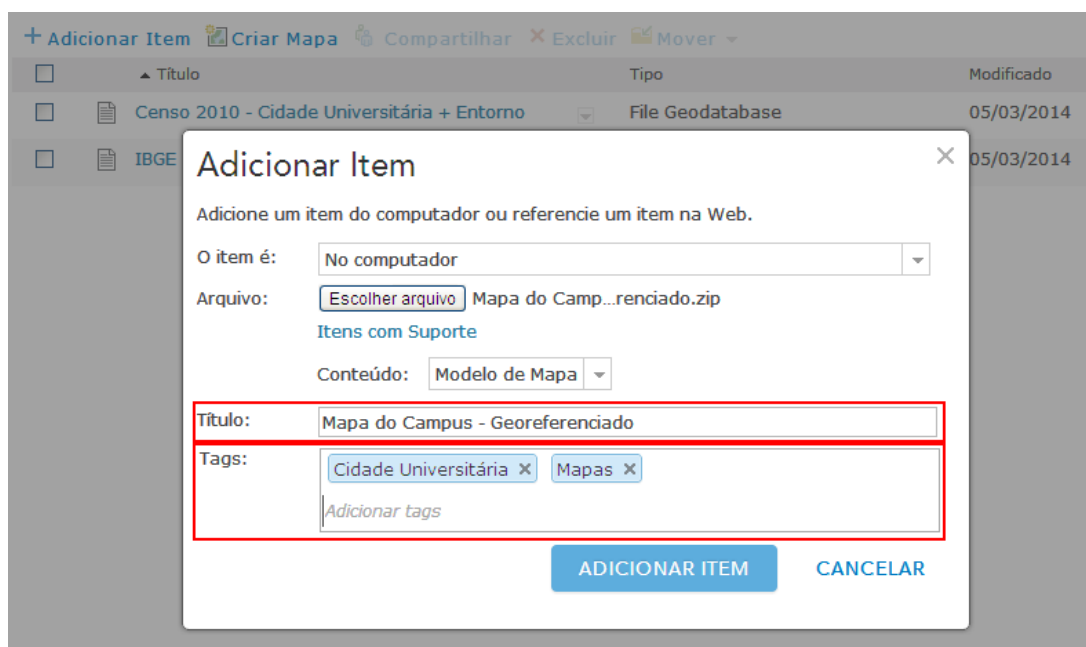 + Adicionar Item Criar Mapa Compartilhar × Excluir Mover
Título Tipo Modificado
Censo 2010 - Cidade Universitária + Entorno File Geodatabase 05/03/2014
IBGE 05/03/2014
Adicionar Item ×
Adicione um item do computador ou referencie um item na Web.
O item é: No computador
Arquivo: Escolher arquivo Mapa do Camp...renciado.zip
Itens com Suporte
Conteúdo: Modelo de Mapa
Título: Mapa do Campus - Georeferenciado
Tags: Cidade Universitária × Mapas ×
Adicionar tags
ADICIONAR ITEM CANCELAR